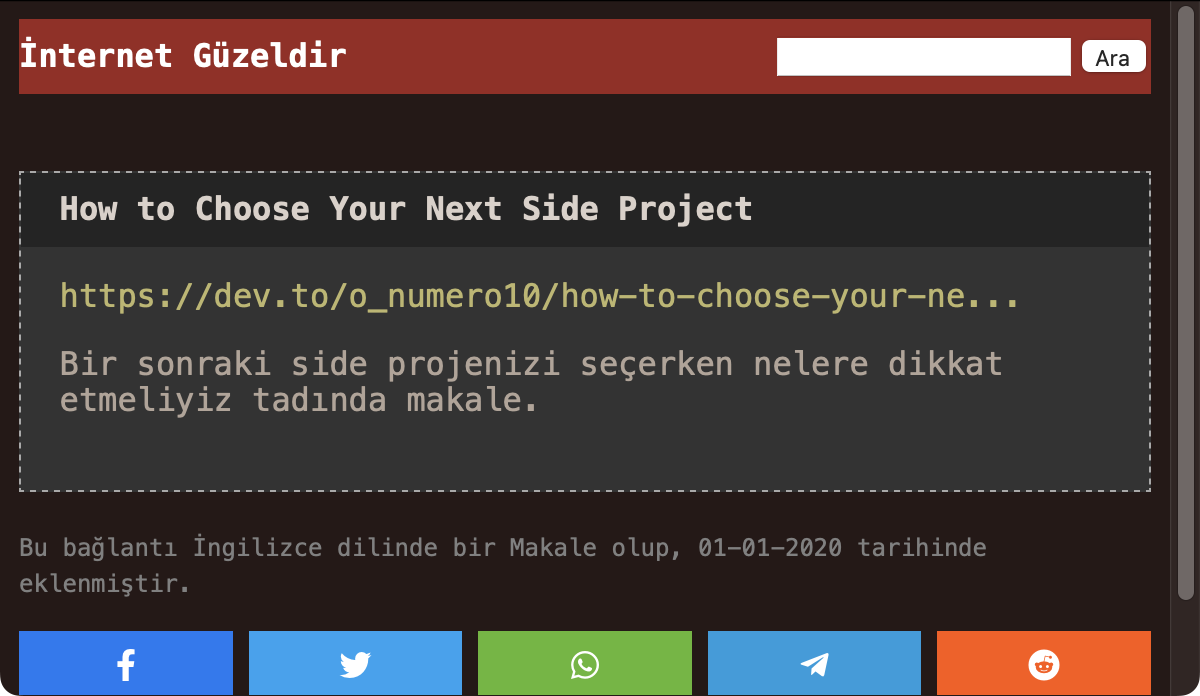 İnternet Güzeldir
Ara
How to Choose Your Next Side Project
https://dev.to/o_numero10/how-to-choose-your-ne...
Bir sonraki side projenizi seçerken nelere dikkat
etmeliyiz tadında makale.
Bu bağlantı İngilizce dilinde bir Makale olup, 01-01-2020 tarihinde
eklenmiştir.